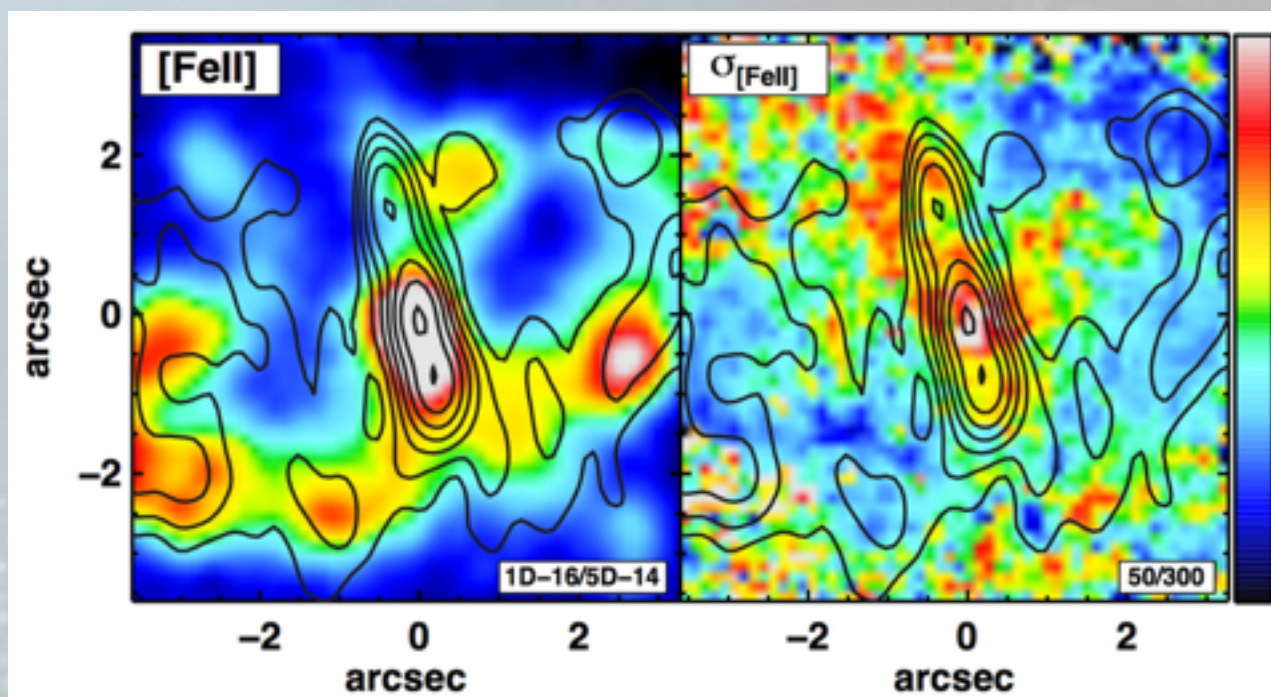 [FeII]
σ[FeII]
2
0
−2
arcsec
1D−16/5D−14
50/300
−2 0 2
−2 0 2
arcsec
arcsec